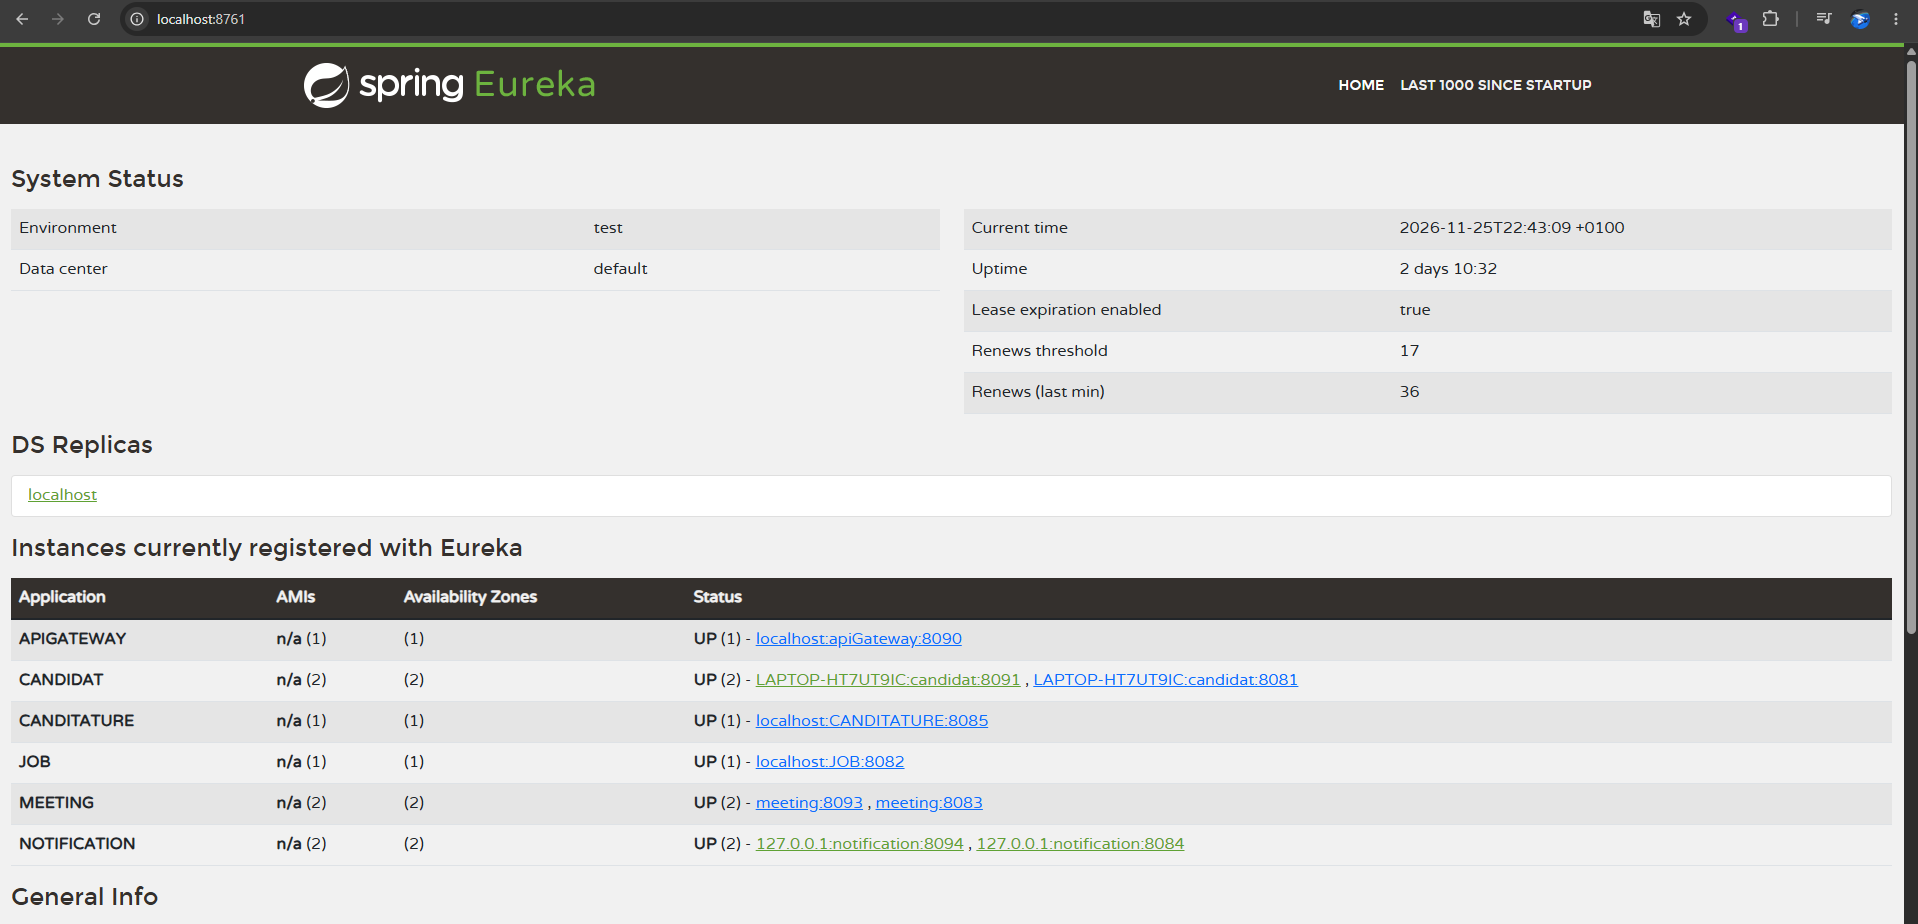 localhost:8761
1
spring Eureka
HOME LAST 1000 SINCE STARTUP
System Status
Environment test
Data center default
Current time 2026-11-25T22:43:09 +0100
Uptime 2 days 10:32
Lease expiration enabled true
Renews threshold 17
Renews (last min) 36
DS Replicas
localhost
Instances currently registered with Eureka
Application AMIs Availability Zones Status
APIGATEWAY n/a (1) (1) UP (1) - localhost:apiGateway:8090
CANDIDAT n/a (2) (2) UP (2) - LAPTOP-HT7UT9IC:candidat:8091 , LAPTOP-HT7UT9IC:candidat:8081
CANDITATURE n/a (1) (1) UP (1) - localhost:CANDITATURE:8085
JOB n/a (1) (1) UP (1) - localhost:JOB:8082
MEETING n/a (2) (2) UP (2) - meeting:8093 , meeting:8083
NOTIFICATION n/a (2) (2) UP (2) - 127.0.0.1:notification:8094 , 127.0.0.1:notification:8084
General Info